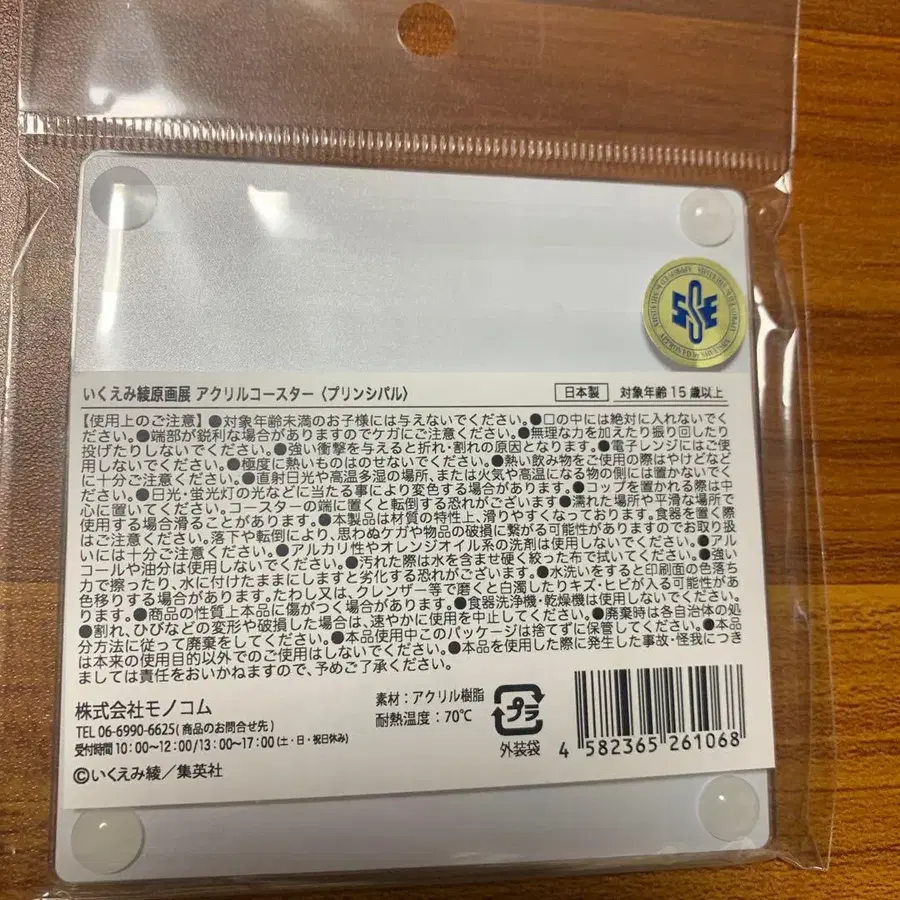 SSE
いくえみ綾原画展 アクリルコースター〈プリンシパル〉 日本製 対象年齢15歳以上
【使用上のご注意】●対象年齢未満のお子様には与えないでください。●口の中には絶対に入れないでく
ださい。●端部が鋭利な場合がありますのでケガにご注意ください。●無理な力を加えたり振り回したり
投げたりしないでください。●強い衝撃を与えると折れ・割れの原因となります。●電子レンジにはご使
用しないでください。●極度に熱いものはのせないでください。●熱い飲み物をご使用の際はやけどなど
に十分ご注意ください。●直射日光や高温多湿の場所、または火気や高温になる物の側には置かないでく
ださい。●日光・蛍光灯の光などに当たる事により変色する場合があります。●コップを置かれる際は中
心に置いてください。コースターの端に置くと転倒する恐れがございます。●濡れた場所や平滑な場所で
使用する場合滑ることがあります。●本製品は材質の特性上、滑りやすくなっております。食器を置く際
はご注意ください。落下や転倒により、思わぬケガや物品の破損に繋がる可能性がありますのでお取り扱
いには十分ご注意ください。●アルカリ性やオレンジオイル系の洗剤は使用しないでください。●アル
コールや油分は使用しないでください。●汚れた際は水を含ませ硬く絞った布で拭いてください。●強い
力で擦ったり、水に付けたままにしますと劣化する恐れがございます。●水洗いをすると印刷面の色落ち
色移りする場合があります。たわし又は、クレンザー等で磨くと白濁したりキズ・ヒビが入る可能性があ
ります。●商品の性質上本品に傷がつく場合があります。●食器洗浄機・乾燥機は使用しないでください。
●割れ、ひびなどの変形や破損した場合は、速やかに使用を中止してください。●廃棄時は各自治体の処
分方法に従って廃棄をしてください。●本品使用中このパッケージは捨てずに保管してください。●本品
は本来の使用目的以外でのご使用はしないでください。●本品を使用した際に発生した事故・怪我につき
ましては責任をおいかねますので、予めご了承ください。
株式会社モノコム
TEL 06-6990-6625(商品のお問合せ先)
受付時間 10:00〜12:00/13:00〜17:00(土・日・祝日休み)
©いくえみ綾／集英社
素材：アクリル樹脂
耐熱温度：70℃
プラ
外装袋
4 582365 261068